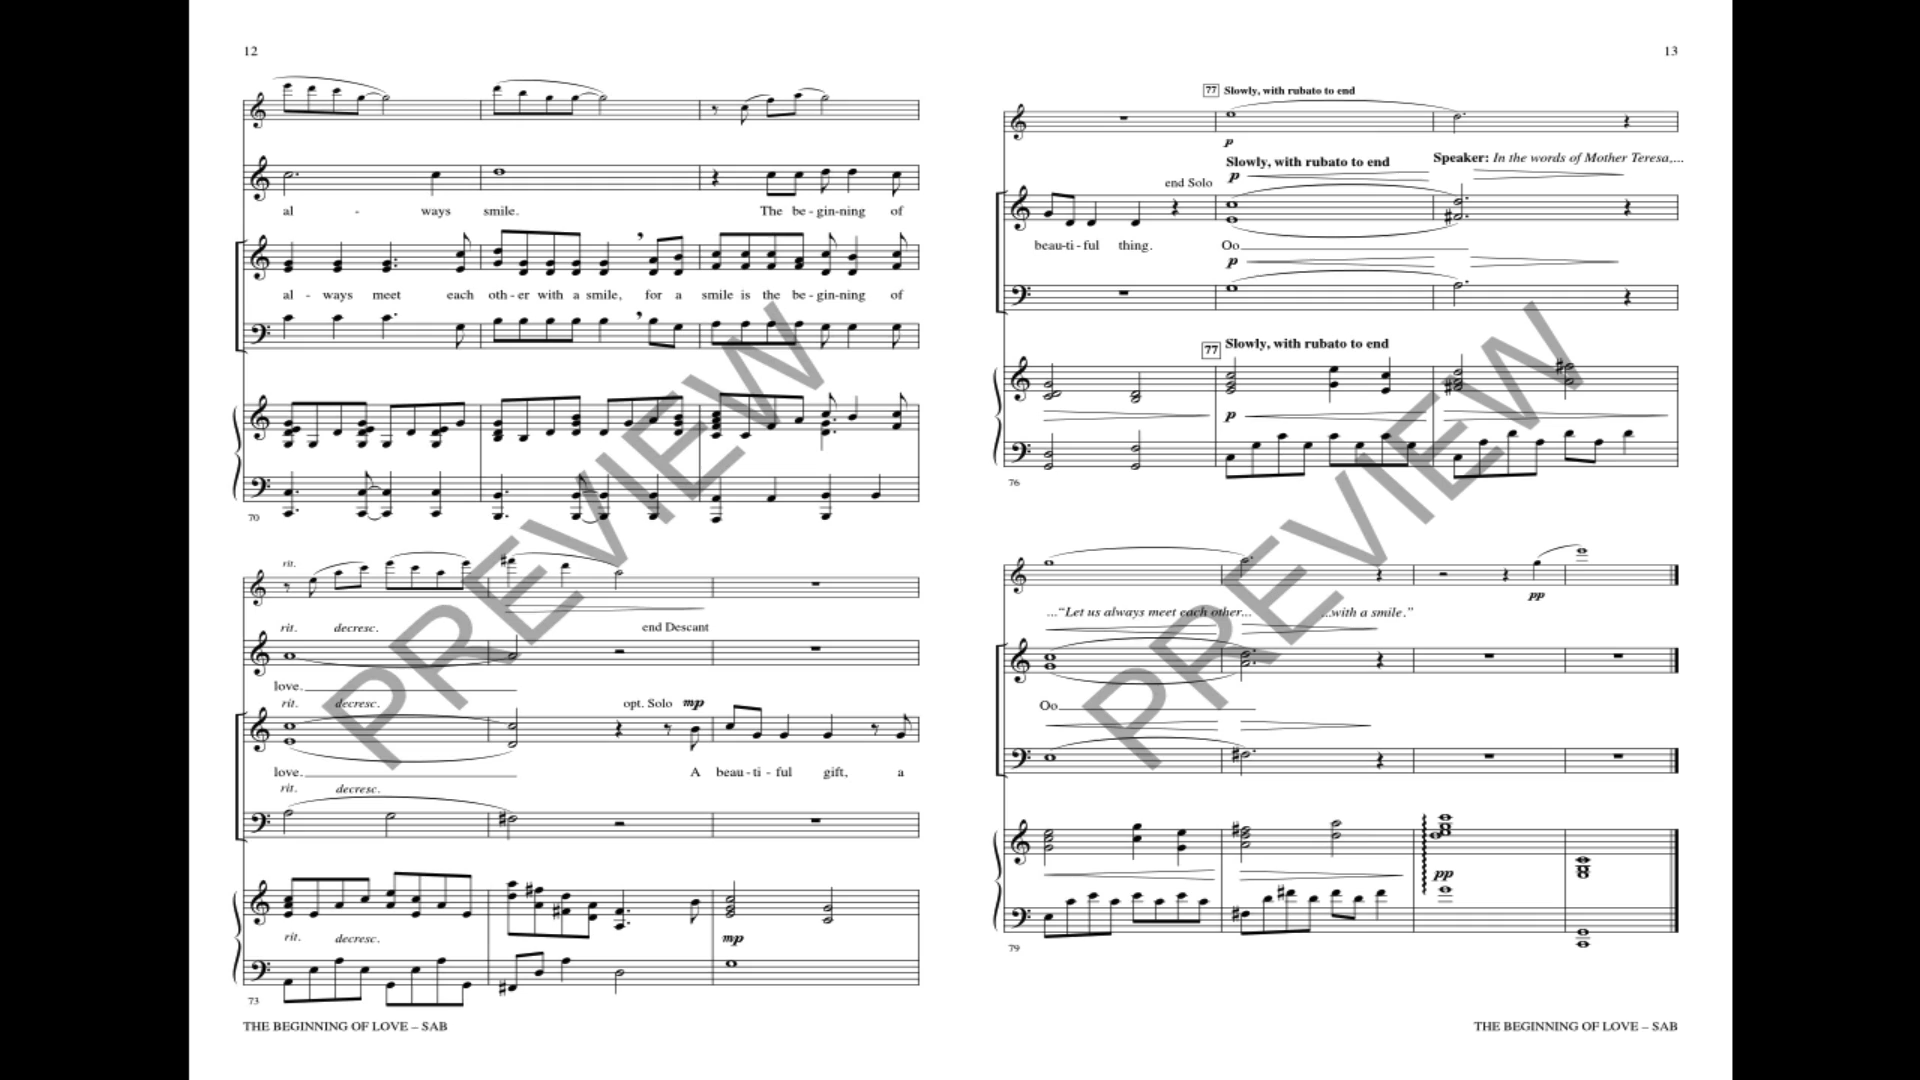 12
al - ways smile. The be - gin-ning of
al - ways meet each oth - er with a smile, for a smile is the be - gin-ning of
70
rit.
rit. decresc. end Descant
love.
rit. decresc. opt. Solo mp
love. A beau - ti - ful gift, a
rit. decresc.
rit. decresc. mp
73
THE BEGINNING OF LOVE – SAB
13
77 Slowly, with rubato to end
p
Slowly, with rubato to end Speaker: In the words of Mother Teresa,...
p
end Solo
beau-ti - ful thing. Oo
p
77 Slowly, with rubato to end
p
76
pp
..."Let us always meet each other... ...with a smile."
Oo
pp
79
THE BEGINNING OF LOVE – SAB
PREVIEW
PREVIEW